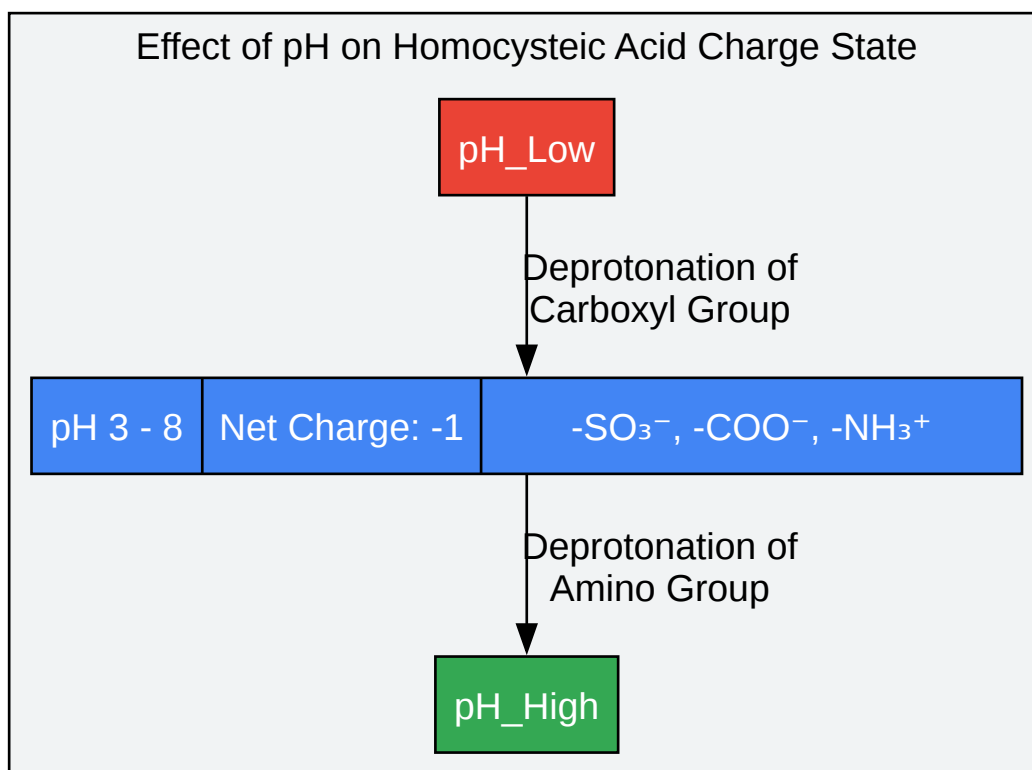 Effect of pH on Homocysteic Acid Charge State
pH_Low
Deprotonation of
Carboxyl Group
pH 3 - 8 Net Charge: -1 -SO₃⁻, -COO⁻, -NH₃⁺
Deprotonation of
Amino Group
pH_High